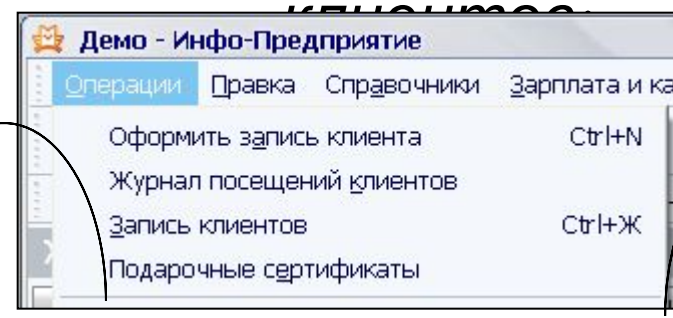 клиентов:
Демо - Инфо-Предприятие
Операции Правка Справочники Зарплата и ка
Оформить запись клиента Ctrl+N
Журнал посещений клиентов
Запись клиентов Ctrl+Ж
Подарочные сертификаты